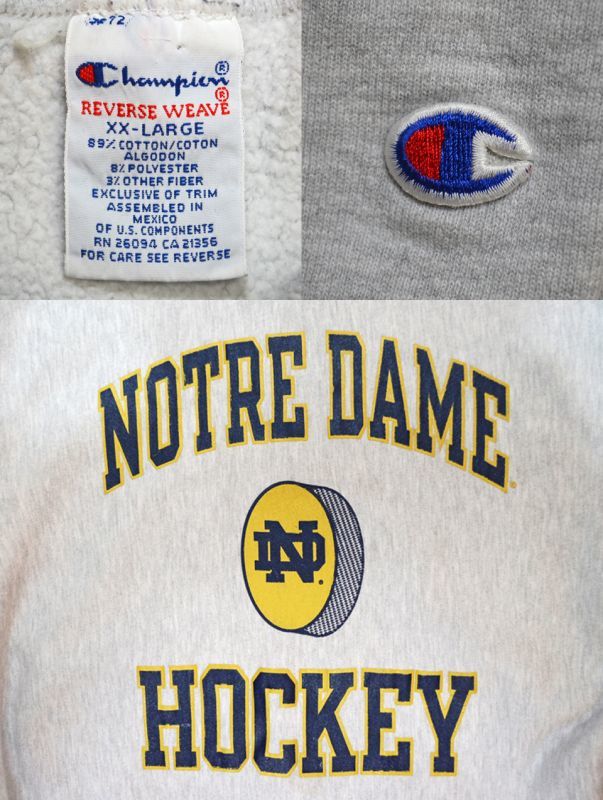 72
Champion®
REVERSE WEAVE®
XX-LARGE
89% COTTON/COTON
ALGODON
8% POLYESTER
3% OTHER FIBER
EXCLUSIVE OF TRIM
ASSEMBLED IN
MEXICO
OF U.S. COMPONENTS
RN 26094 CA 21356
FOR CARE SEE REVERSE
NOTRE DAME
ND
HOCKEY